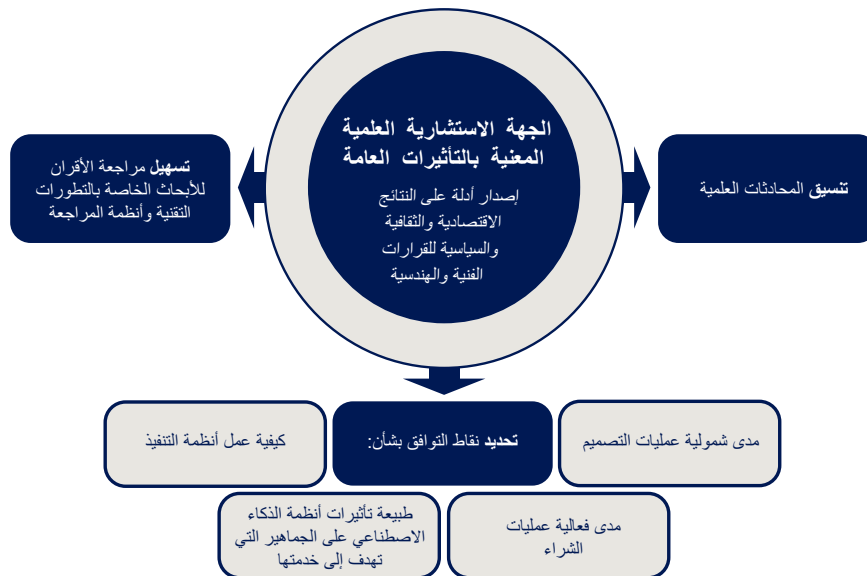 الجهة الاستشارية العلمية
المعنية بالتأثيرات العامة
إصدار أدلة على النتائج
الاقتصادية والثقافية
والسياسية للقرارات
الفنية والهندسية
تنسيق المحادثات العلمية
تسهيل مراجعة الأقران
للأبحاث الخاصة بالتطورات
التقنية وأنظمة المراجعة
تحديد نقاط التوافق بشأن:
مدى شمولية عمليات التصميم
كيفية عمل أنظمة التنفيذ
مدى فعالية عمليات
الشراء
طبيعة تأثيرات أنظمة الذكاء
الاصطناعي على الجماهير التي
تهدف إلى خدمتها